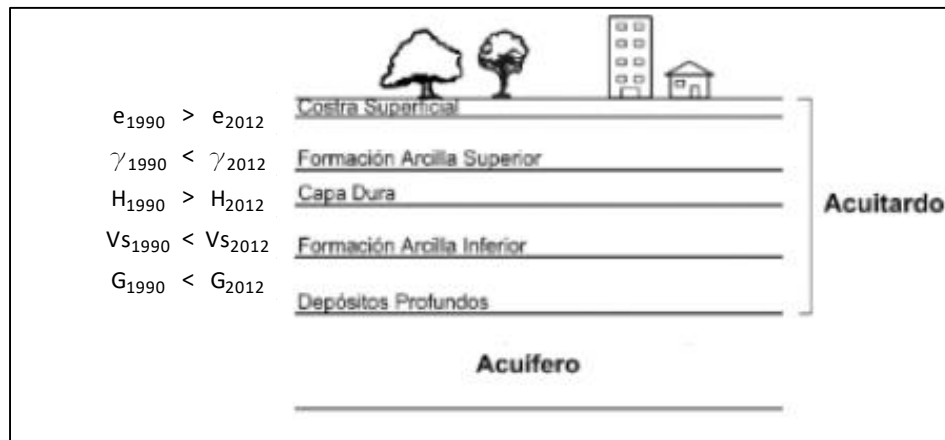 Costra Superficial
e1990 > e2012
γ1990 < γ2012
Formación Arcilla Superior
H1990 > H2012
Capa Dura
Acuitardo
Vs1990 < Vs2012
Formación Arcilla Inferior
G1990 < G2012
Depósitos Profundos
Acuífero